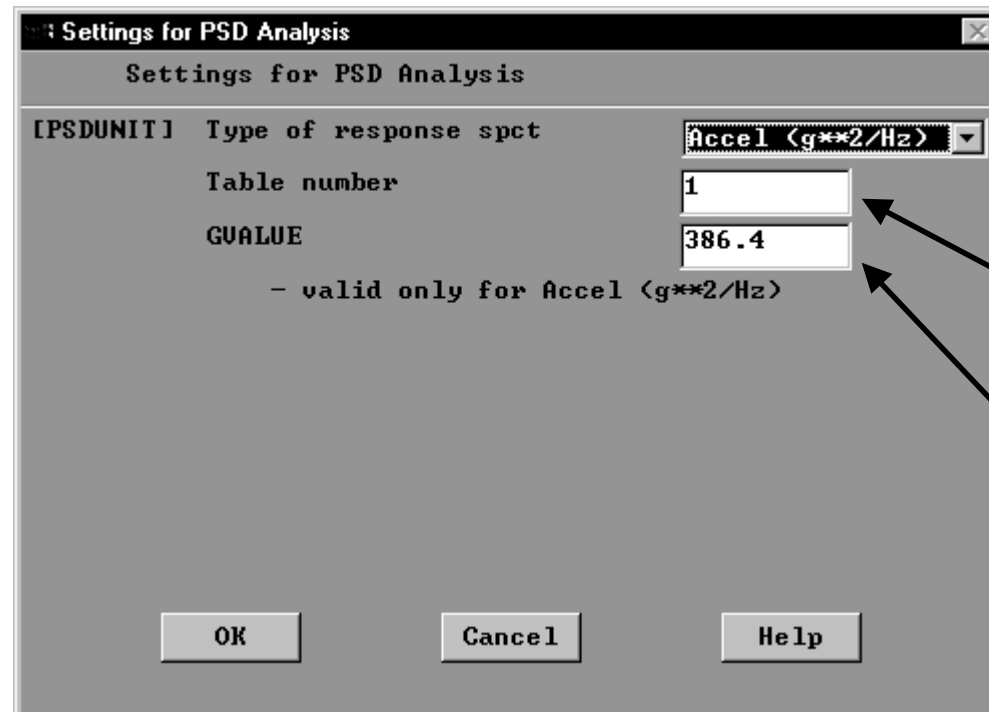 Settings for PSD Analysis
Settings for PSD Analysis
[PSDUNIT] Type of response spct Accel (g**2/Hz)
Table number 1
GVALUE 386.4
- valid only for Accel (g**2/Hz)
OK Cancel Help